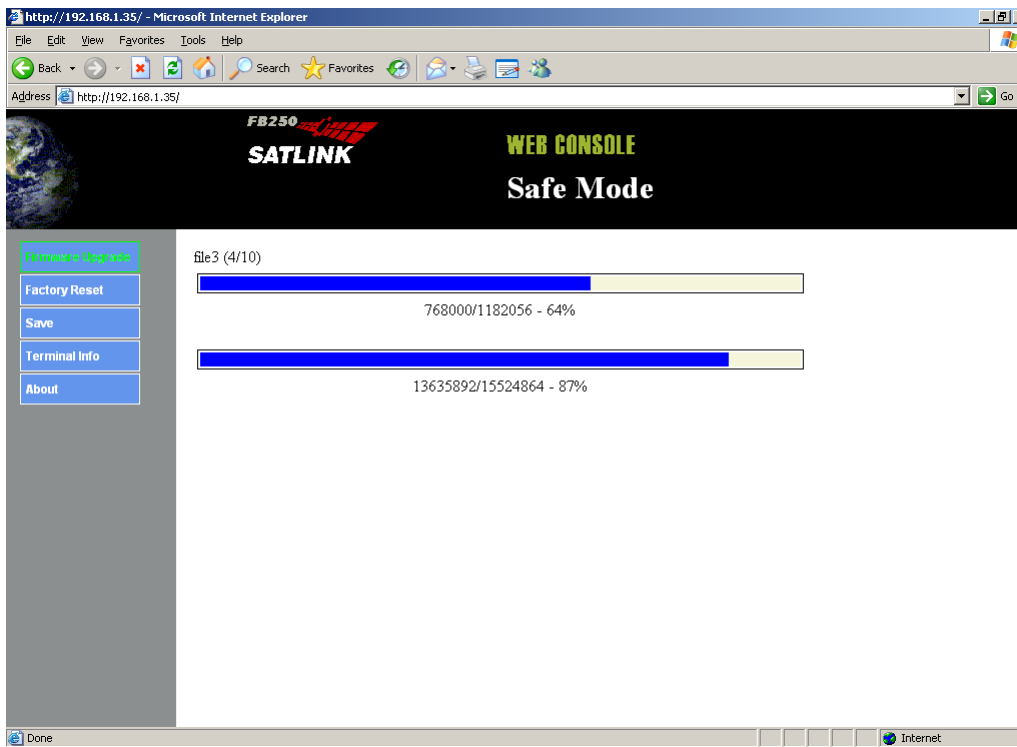 http://192.168.1.35/ - Microsoft Internet Explorer
File Edit View Favorites Tools Help
Back Search Favorites
Address http://192.168.1.35/ Go
FB250
SATLINK
WEB CONSOLE
Safe Mode
Firmware Upgrade
Factory Reset
Save
Terminal Info
About
file3 (4/10)
768000/1182056 - 64%
13635892/15524864 - 87%
Done Internet